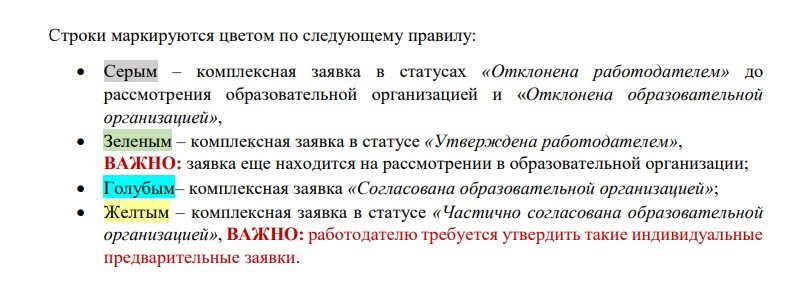 Строки маркируются цветом по следующему правилу:
• Серым – комплексная заявка в статусах «Отклонена работодателем» до
рассмотрения образовательной организацией и «Отклонена образовательной
организацией»,
• Зеленым – комплексная заявка в статусе «Утверждена работодателем»,
ВАЖНО: заявка еще находится на рассмотрении в образовательной организации;
• Голубым– комплексная заявка «Согласована образовательной организацией»;
• Желтым – комплексная заявка в статусе «Частично согласована образовательной
организацией», ВАЖНО: работодателю требуется утвердить такие индивидуальные
предварительные заявки.